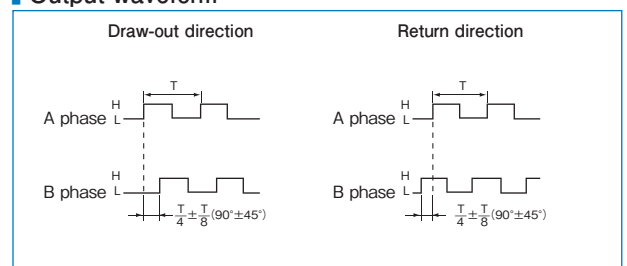 Output waveform
Draw-out direction
Return direction
T
H
A phase L
H
B phase L
T/4 ± T/8 (90°±45°)
T
H
A phase L
H
B phase L
T/4 ± T/8 (90°±45°)